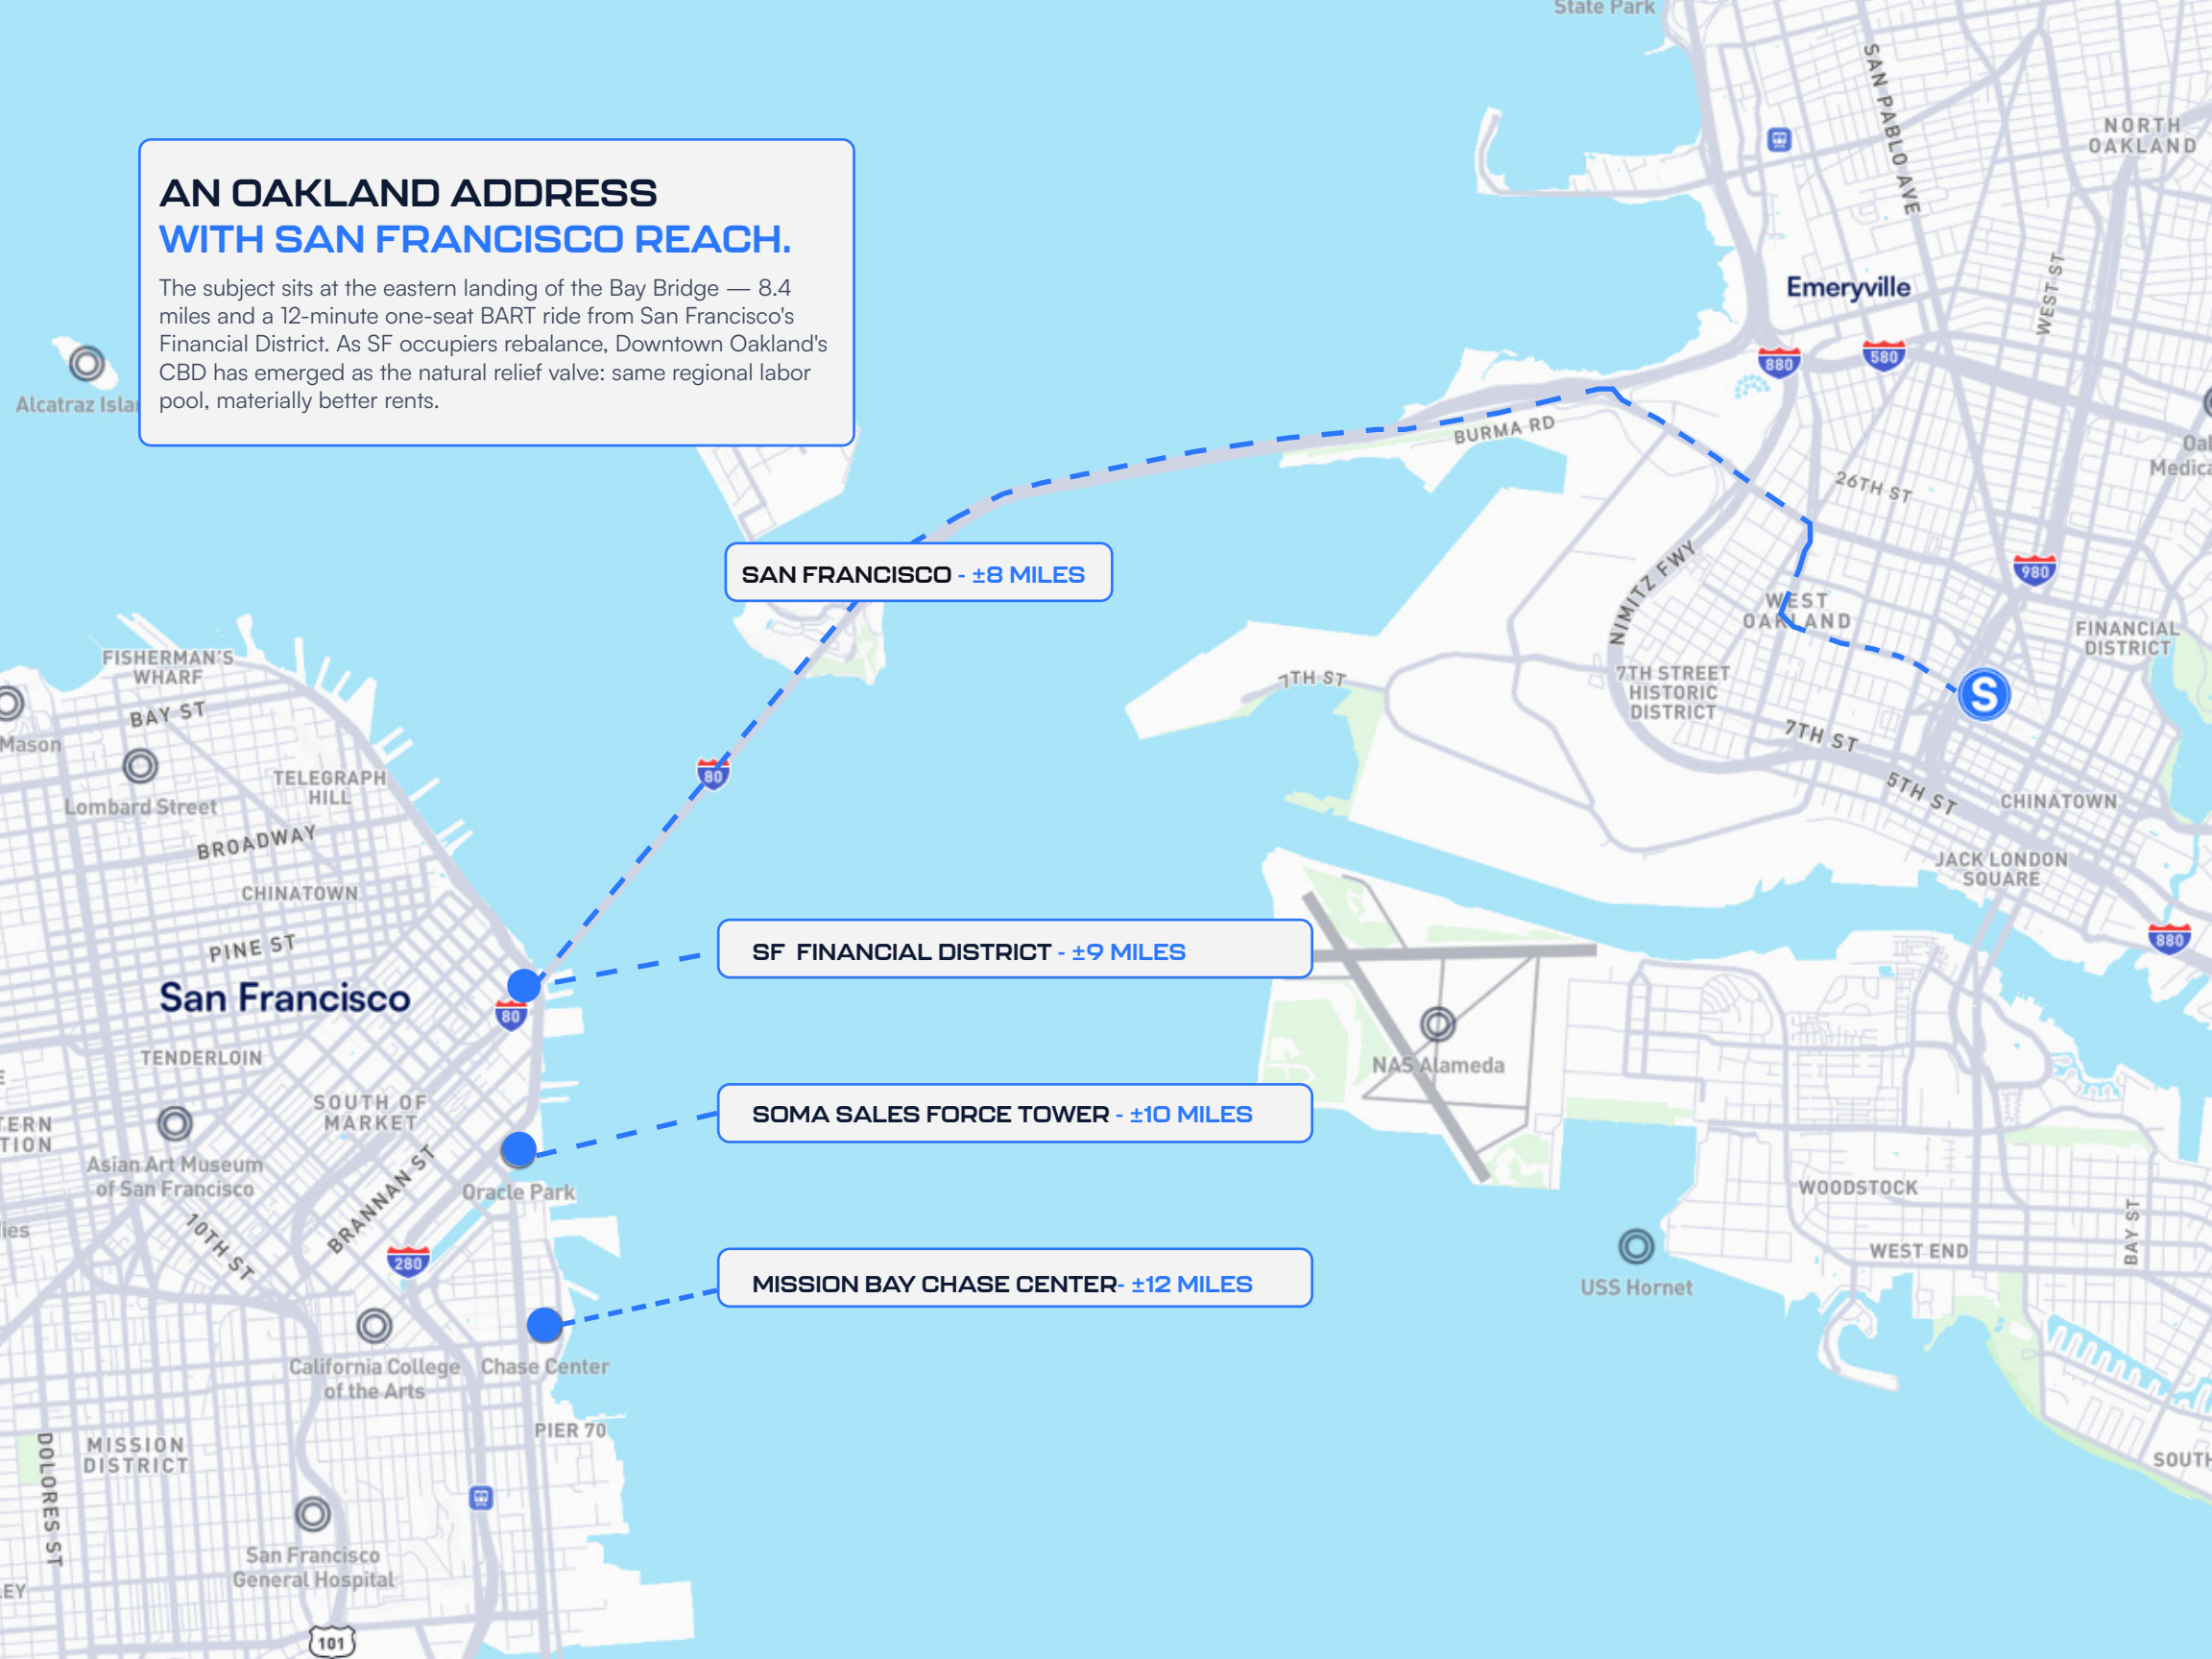 State Park
SAN PABLO AVE
NORTH
OAKLAND
AN OAKLAND ADDRESS
WITH SAN FRANCISCO REACH.
The subject sits at the eastern landing of the Bay Bridge — 8.4
miles and a 12-minute one-seat BART ride from San Francisco's
Financial District. As SF occupiers rebalance, Downtown Oakland's
CBD has emerged as the natural relief valve: same regional labor
pool, materially better rents.
Emeryville
WEST ST
880
580
Alcatraz Islan
BURMA RD
Oak
Medica
26TH ST
SAN FRANCISCO - ±8 MILES
NIMITZ FWY
980
WEST
OAKLAND
FINANCIAL
DISTRICT
FISHERMAN'S
WHARF
BAY ST
7TH ST
7TH STREET
HISTORIC
DISTRICT
S
Mason
7TH ST
80
TELEGRAPH
HILL
Lombard Street
5TH ST
CHINATOWN
BROADWAY
JACK LONDON
SQUARE
CHINATOWN
PINE ST
SF FINANCIAL DISTRICT - ±9 MILES
880
San Francisco
80
TENDERLOIN
NAS Alameda
SOUTH OF
MARKET
SOMA SALES FORCE TOWER - ±10 MILES
TERN
TION
Asian Art Museum
of San Francisco
BRANNAN ST
Oracle Park
WOODSTOCK
BAY ST
10TH ST
ies
280
WEST END
MISSION BAY CHASE CENTER- ±12 MILES
USS Hornet
California College
of the Arts
Chase Center
PIER 70
DOLORES ST
MISSION
DISTRICT
SOUTH
San Francisco
General Hospital
LEY
101